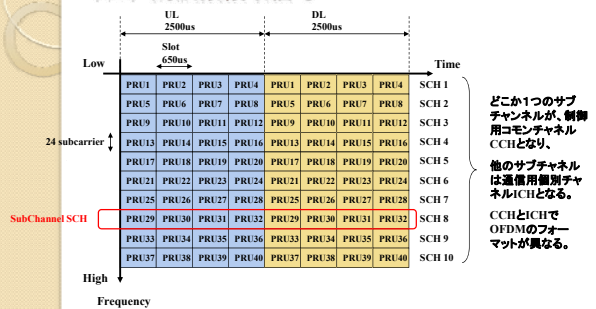 UL
DL
2500us
2500us
Slot
650us
Low
Time
PRU1 PRU2 PRU3 PRU4 PRU1 PRU2 PRU3 PRU4 SCH 1
PRU5 PRU6 PRU7 PRU8 PRU5 PRU6 PRU7 PRU8 SCH 2
PRU9 PRU10 PRU11 PRU12 PRU9 PRU10 PRU11 PRU12 SCH 3
24 subcarrier PRU13 PRU14 PRU15 PRU16 PRU13 PRU14 PRU15 PRU16 SCH 4
PRU17 PRU18 PRU19 PRU20 PRU17 PRU18 PRU19 PRU20 SCH 5
PRU21 PRU22 PRU23 PRU24 PRU21 PRU22 PRU23 PRU24 SCH 6
PRU25 PRU26 PRU27 PRU28 PRU25 PRU26 PRU27 PRU28 SCH 7
SubChannel SCH PRU29 PRU30 PRU31 PRU32 PRU29 PRU30 PRU31 PRU32 SCH 8
PRU33 PRU34 PRU35 PRU36 PRU33 PRU34 PRU35 PRU36 SCH 9
PRU37 PRU38 PRU39 PRU40 PRU37 PRU38 PRU39 PRU40 SCH 10
High
Frequency
どこか１つのサブ
チャンネルが、制御
用コモンチャネル
CCHとなり、
他のサブチャネル
は通信用個別チャ
ネルICHとなる。
CCHとICHで
OFDMのフォー
マットが異なる。